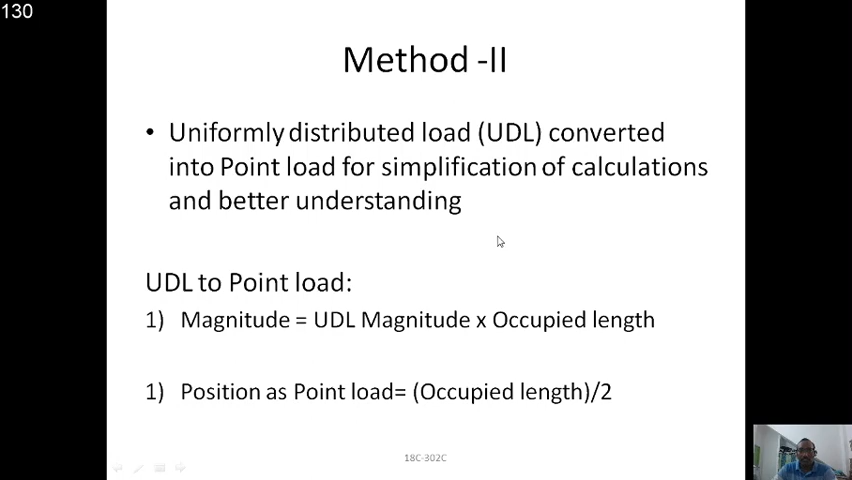 130
Method -II
• Uniformly distributed load (UDL) converted
into Point load for simplification of calculations
and better understanding
UDL to Point load:
1) Magnitude = UDL Magnitude x Occupied length
1) Position as Point load= (Occupied length)/2
18C-302C